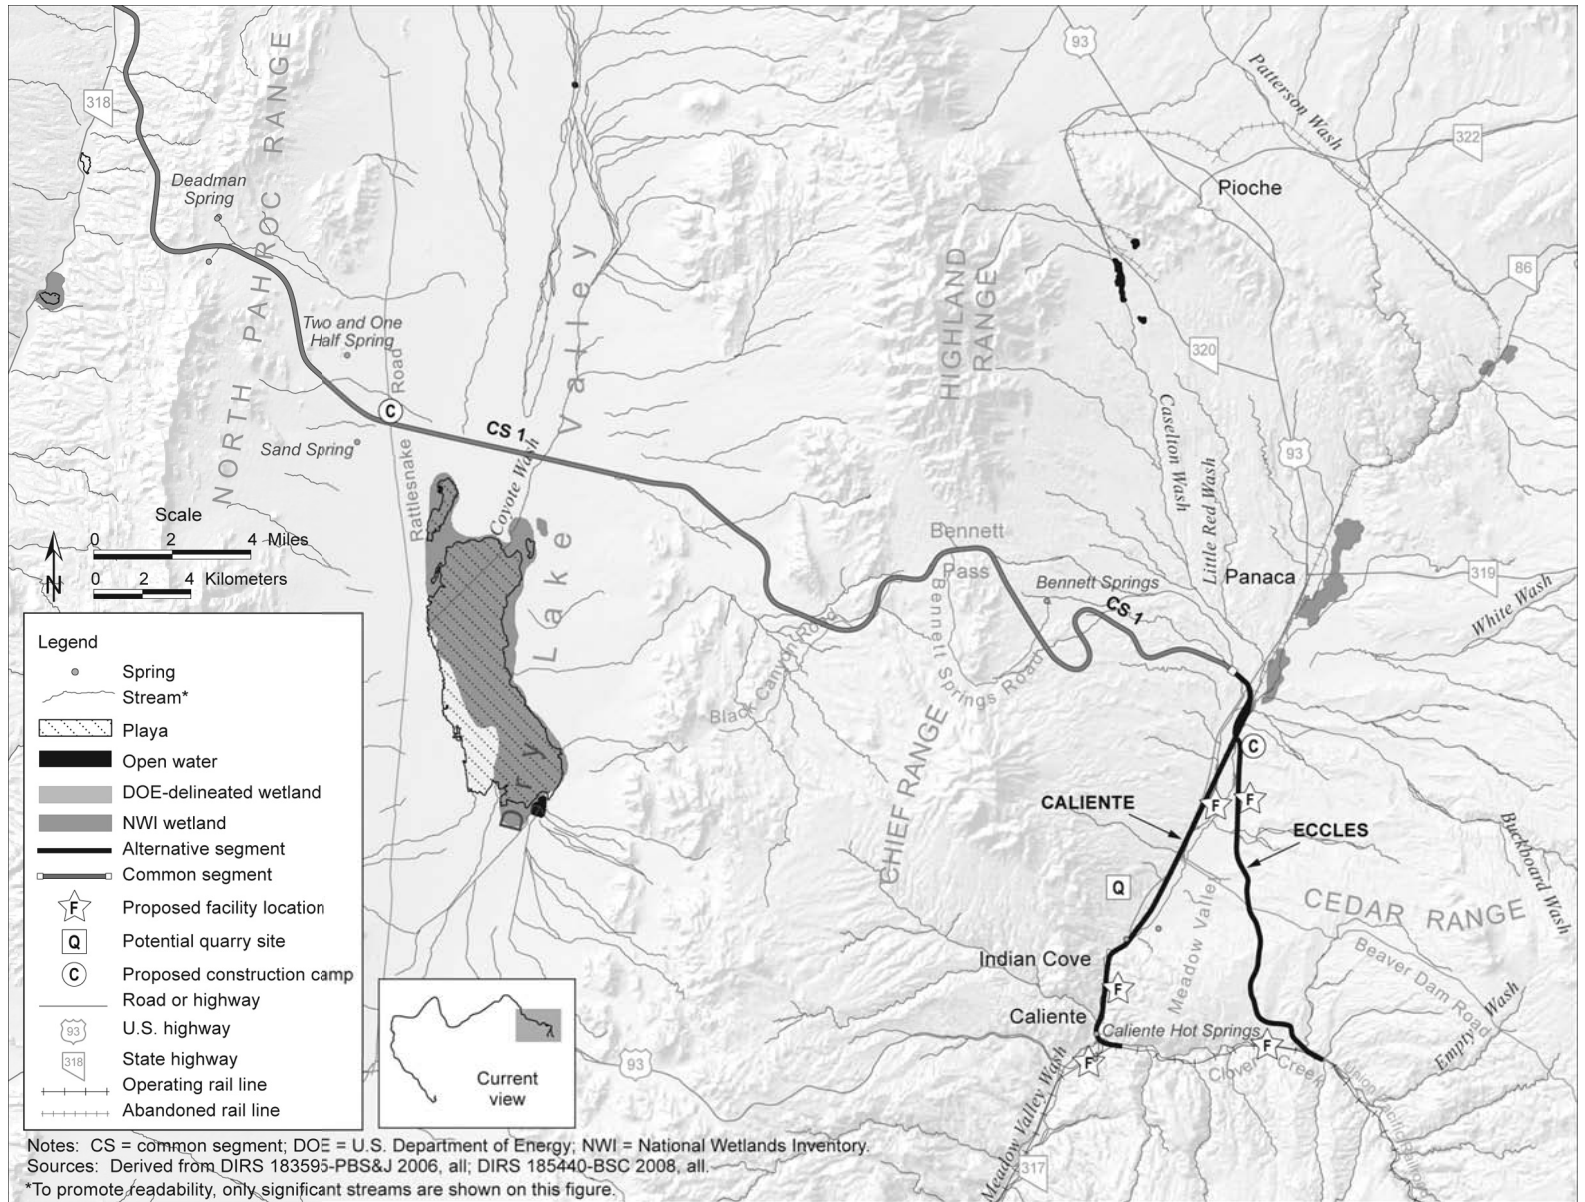 93
318
322
Patterson Wash
Pioche
NORTH PAHROC RANGE
Deadman
Spring
86
HIGHLAND
RANGE
Two and One
Half Spring
320
Dry Lake Valley
Rattlesnake Road
C
CS 1
Coyote Wash
Sand Spring
Caselton Wash
Little Red Wash
93
Bennett
Pass
Bennett Springs
CS 1
Panaca
319
White Wash
Bennett Springs Road
Black Canyon Road
CHIEF RANGE
C
F
F
CALIENTE
ECCLES
Buckboard Wash
Q
Meadow Valley
CEDAR RANGE
Indian Cove
Beaver Dam Road
F
Caliente
Caliente Hot Springs
Empty Wash
F
F
Clover Creek
Union
93
Meadow Valley Wash
317
Scale
0 2 4 Miles
0 2 4 Kilometers
N
Legend
Spring
Stream*
Playa
Open water
DOE-delineated wetland
NWI wetland
Alternative segment
Common segment
F Proposed facility location
Q Potential quarry site
C Proposed construction camp
Road or highway
93 U.S. highway
318 State highway
Operating rail line
Abandoned rail line
Current
view
Notes: CS = common segment; DOE = U.S. Department of Energy; NWI = National Wetlands Inventory.
Sources: Derived from DIRS 183595-PBS&J 2006, all; DIRS 185440-BSC 2008, all.
*To promote readability, only significant streams are shown on this figure.